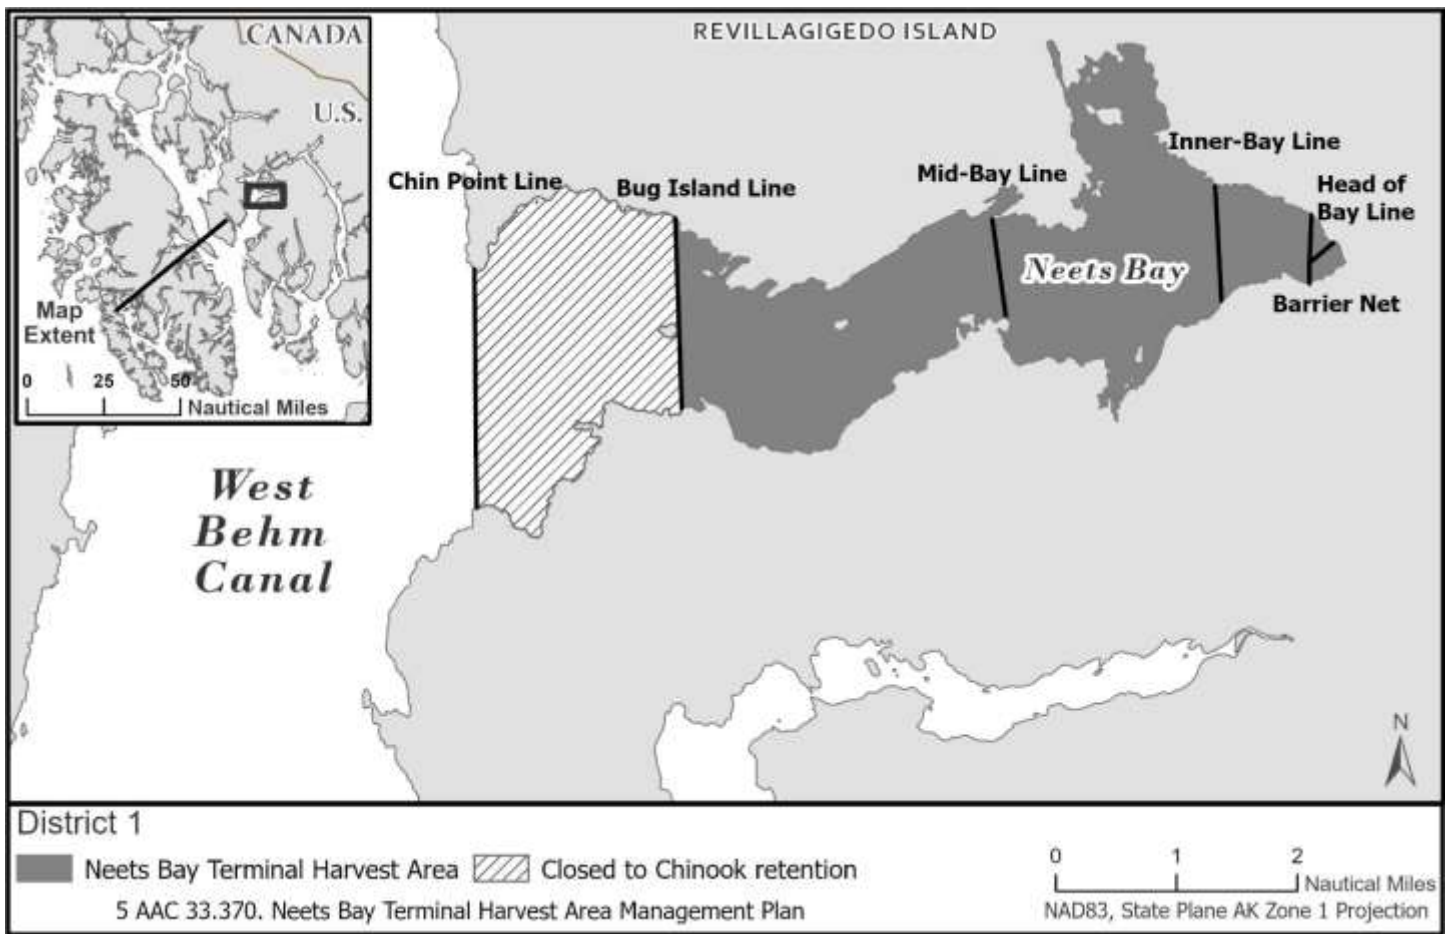 REVILLAGIGEDO ISLAND
CANADA
U.S.
Map
Extent
0 25 50
Nautical Miles
Chin Point Line
Bug Island Line
Mid-Bay Line
Inner-Bay Line
Head of
Bay Line
Neets Bay
Barrier Net
West
Behm
Canal
N
District 1
Neets Bay Terminal Harvest Area
Closed to Chinook retention
5 AAC 33.370. Neets Bay Terminal Harvest Area Management Plan
0 1 2
Nautical Miles
NAD83, State Plane AK Zone 1 Projection